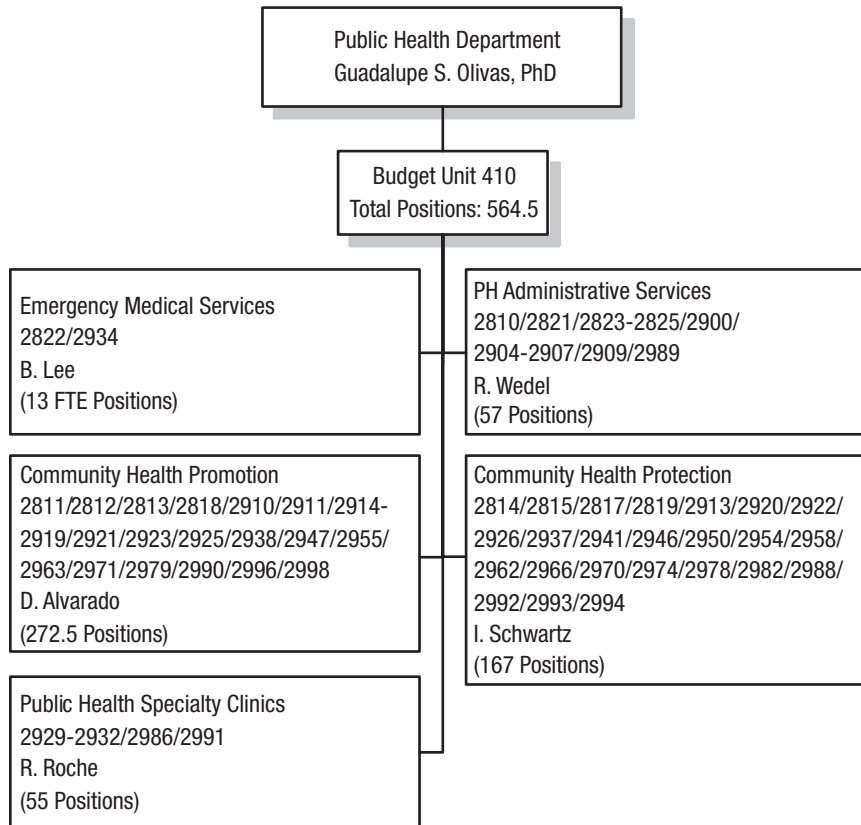 Public Health Department
Guadalupe S. Olivas, PhD
Budget Unit 410
Total Positions: 564.5
Emergency Medical Services
2822/2934
B. Lee
(13 FTE Positions)
PH Administrative Services
2810/2821/2823-2825/2900/
2904-2907/2909/2989
R. Wedel
(57 Positions)
Community Health Promotion
2811/2812/2813/2818/2910/2911/2914-
2919/2921/2923/2925/2938/2947/2955/
2963/2971/2979/2990/2996/2998
D. Alvarado
(272.5 Positions)
Community Health Protection
2814/2815/2817/2819/2913/2920/2922/
2926/2937/2941/2946/2950/2954/2958/
2962/2966/2970/2974/2978/2982/2988/
2992/2993/2994
I. Schwartz
(167 Positions)
Public Health Specialty Clinics
2929-2932/2986/2991
R. Roche
(55 Positions)